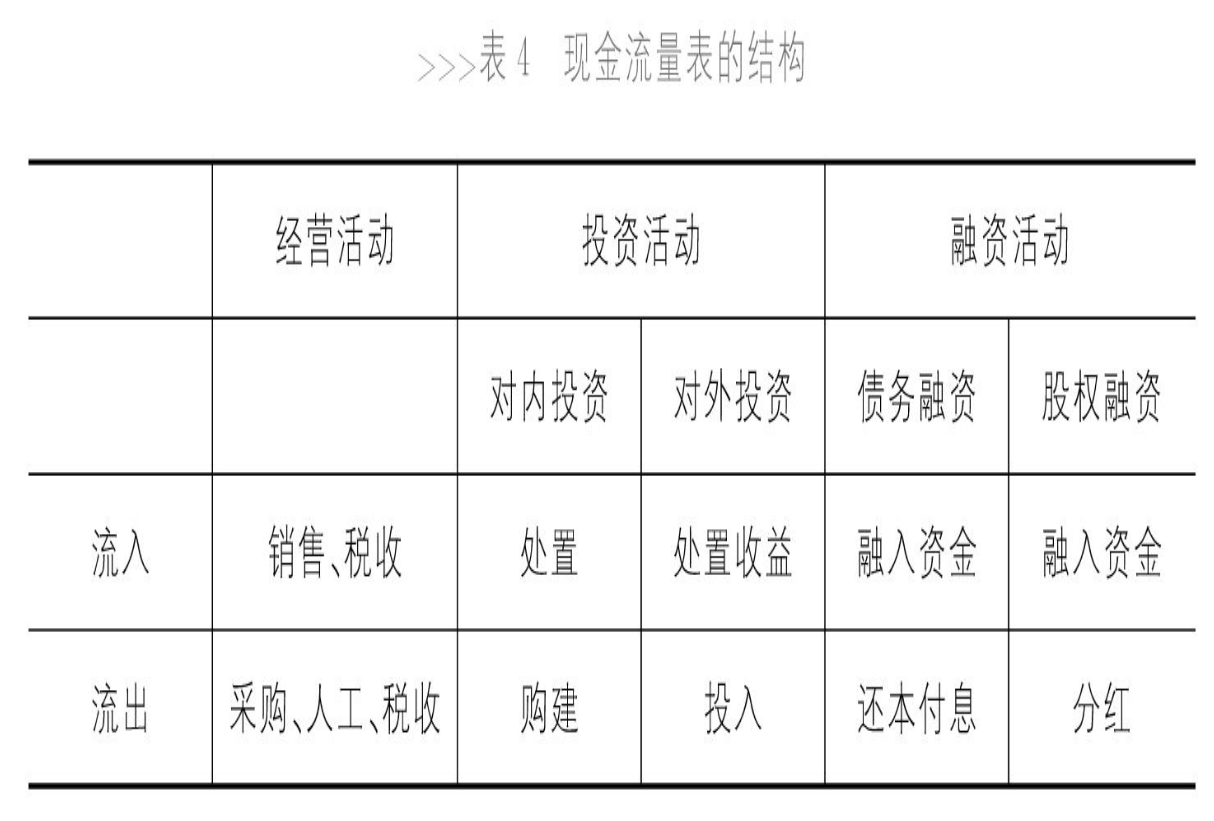 >>>表4 现金流量表的结构
经营活动 投资活动 融资活动
对内投资 对外投资 债务融资 股权融资
流入 销售、税收 处置 处置收益 融入资金 融入资金
流出 采购、人工、税收 购建 投入 还本付息 分红